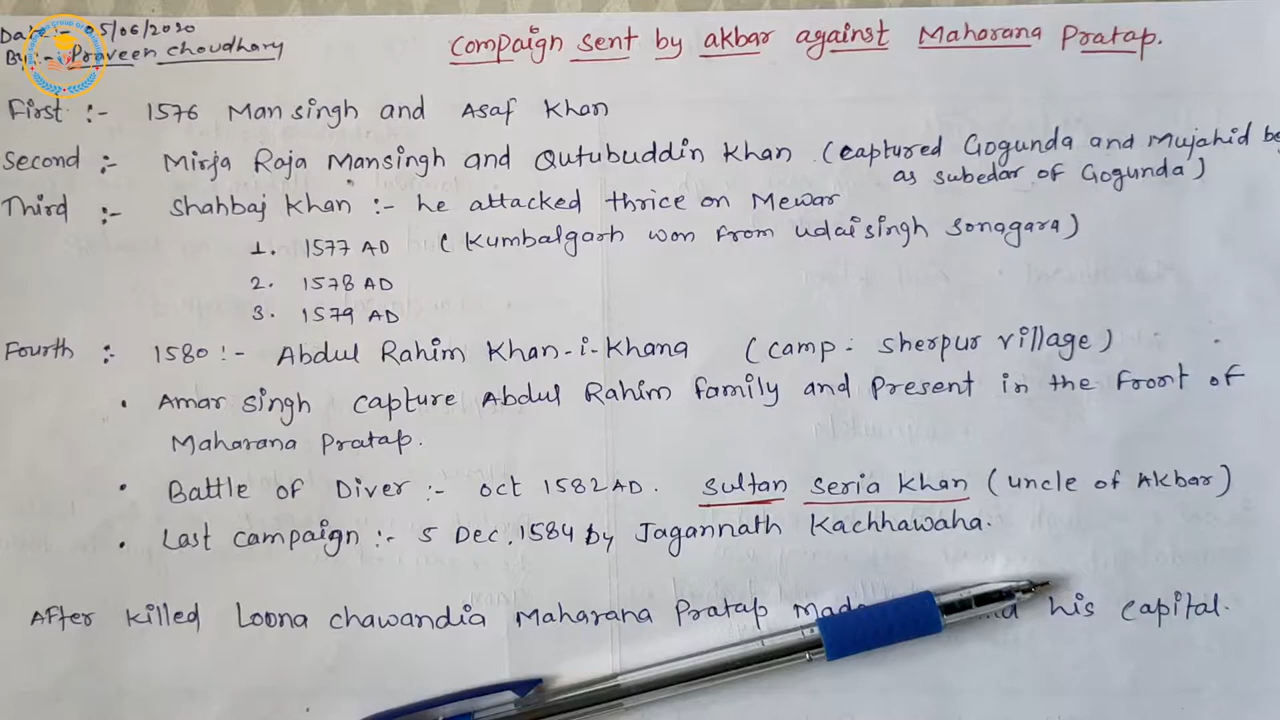 Date :- 05/06/2020
By :- Praveen choudhary
Compaign sent by akbar against Maharana Pratap.
First :- 1576 Man singh and Asaf Khan
Second :- Mirja Raja Mansingh and Qutubuddin Khan (captured Gogunda and Mujahid be
as subedar of Gogunda)
Third :- Shahbaj Khan :- he attacked thrice on Mewar
1. 1577 AD (Kumbalgarh won from udaisingh sonagara)
2. 1578 AD
3. 1579 AD
Fourth :- 1580 :- Abdul Rahim Khan-i-Khana (camp - Sherpur village)
• Amar singh capture Abdul Rahim family and Present in the front of
Maharana Pratap.
• Battle of Diver :- oct 1582 AD. Sultan Seria Khan (uncle of Akbar)
• Last campaign :- 5 Dec. 1584 by Jagannath Kachhawaha.
After killed Loona chawandia Maharana Pratap made his capital.